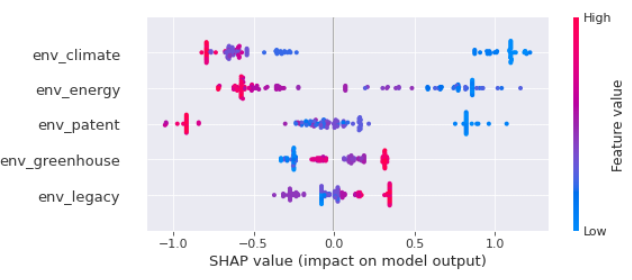 High
env_climate
env_energy
env_patent
env_greenhouse
env_legacy
Feature value
Low
−1.0 −0.5 0.0 0.5 1.0
SHAP value (impact on model output)